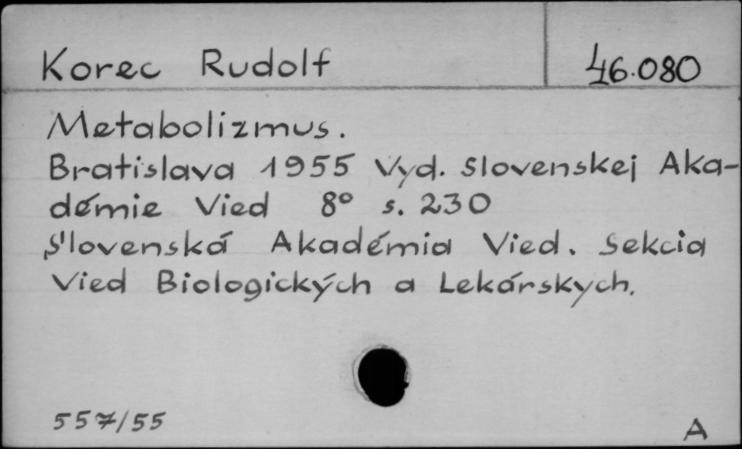 Korec Rudolf 46.080
Metabolizmus.
Bratislava 1955 Vyd. Slovenskej Aka-
démie Vied 8° s. 230
Slovenská Akadémia Vied. Sekcia
Vied Biologických a Lekárskych.
557/55 A